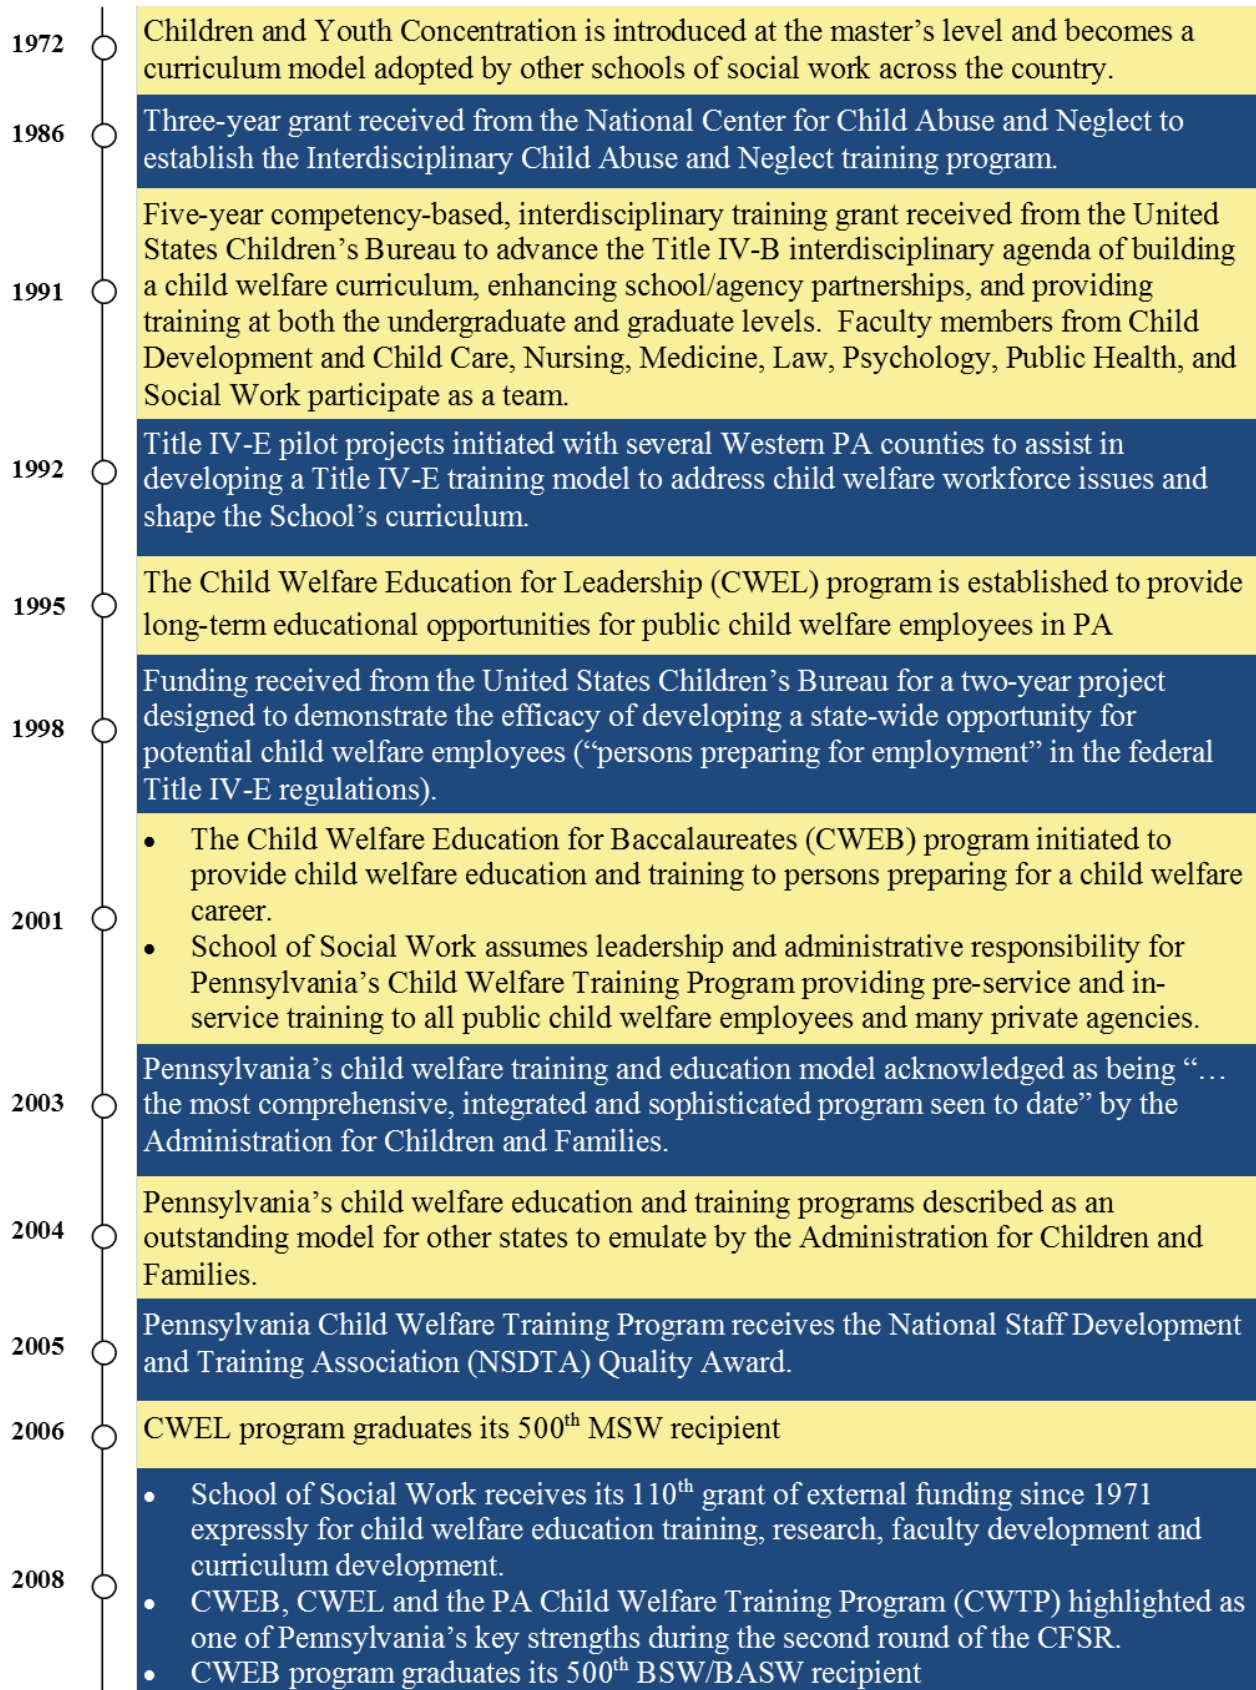 1972
Children and Youth Concentration is introduced at the master’s level and becomes a
curriculum model adopted by other schools of social work across the country.
1986
Three-year grant received from the National Center for Child Abuse and Neglect to
establish the Interdisciplinary Child Abuse and Neglect training program.
1991
Five-year competency-based, interdisciplinary training grant received from the United
States Children’s Bureau to advance the Title IV-B interdisciplinary agenda of building
a child welfare curriculum, enhancing school/agency partnerships, and providing
training at both the undergraduate and graduate levels.  Faculty members from Child
Development and Child Care, Nursing, Medicine, Law, Psychology, Public Health, and
Social Work participate as a team.
1992
Title IV-E pilot projects initiated with several Western PA counties to assist in
developing a Title IV-E training model to address child welfare workforce issues and
shape the School’s curriculum.
1995
The Child Welfare Education for Leadership (CWEL) program is established to provide
long-term educational opportunities for public child welfare employees in PA
1998
Funding received from the United States Children’s Bureau for a two-year project
designed to demonstrate the efficacy of developing a state-wide opportunity for
potential child welfare employees (“persons preparing for employment” in the federal
Title IV-E regulations).
2001
• The Child Welfare Education for Baccalaureates (CWEB) program initiated to
provide child welfare education and training to persons preparing for a child welfare
career.
• School of Social Work assumes leadership and administrative responsibility for
Pennsylvania’s Child Welfare Training Program providing pre-service and in-
service training to all public child welfare employees and many private agencies.
2003
Pennsylvania’s child welfare training and education model acknowledged as being “…
the most comprehensive, integrated and sophisticated program seen to date” by the
Administration for Children and Families.
2004
Pennsylvania’s child welfare education and training programs described as an
outstanding model for other states to emulate by the Administration for Children and
Families.
2005
Pennsylvania Child Welfare Training Program receives the National Staff Development
and Training Association (NSDTA) Quality Award.
2006
CWEL program graduates its 500th MSW recipient
2008
• School of Social Work receives its 110th grant of external funding since 1971
expressly for child welfare education training, research, faculty development and
curriculum development.
• CWEB, CWEL and the PA Child Welfare Training Program (CWTP) highlighted as
one of Pennsylvania’s key strengths during the second round of the CFSR.
• CWEB program graduates its 500th BSW/BASW recipient